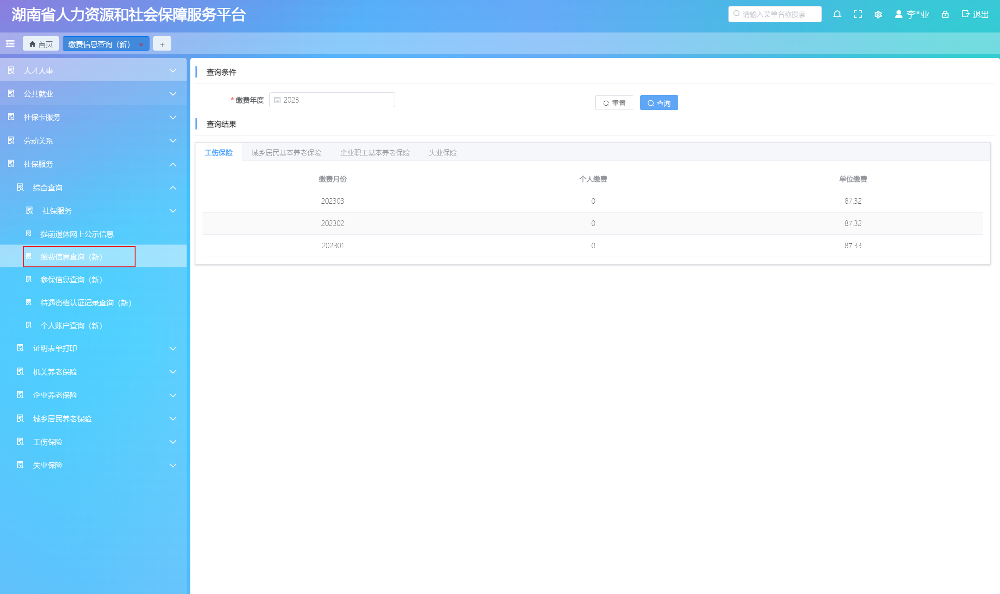 湖南省人力资源和社会保障服务平台
请输入菜单名称搜索
李*亚
退出
首页
缴费信息查询（新） ×
+
人才人事
公共就业
社保卡服务
劳动关系
社保服务
综合查询
社保服务
提前退休网上公示信息
缴费信息查询（新）
参保信息查询（新）
待遇资格认证记录查询（新）
个人账户查询（新）
证明表单打印
机关养老保险
企业养老保险
城乡居民养老保险
工伤保险
失业保险
查询条件
*缴费年度 2023
重置 查询
查询结果
工伤保险 城乡居民基本养老保险 企业职工基本养老保险 失业保险
缴费月份 个人缴费 单位缴费
202303 0 87.32
202302 0 87.32
202301 0 87.33